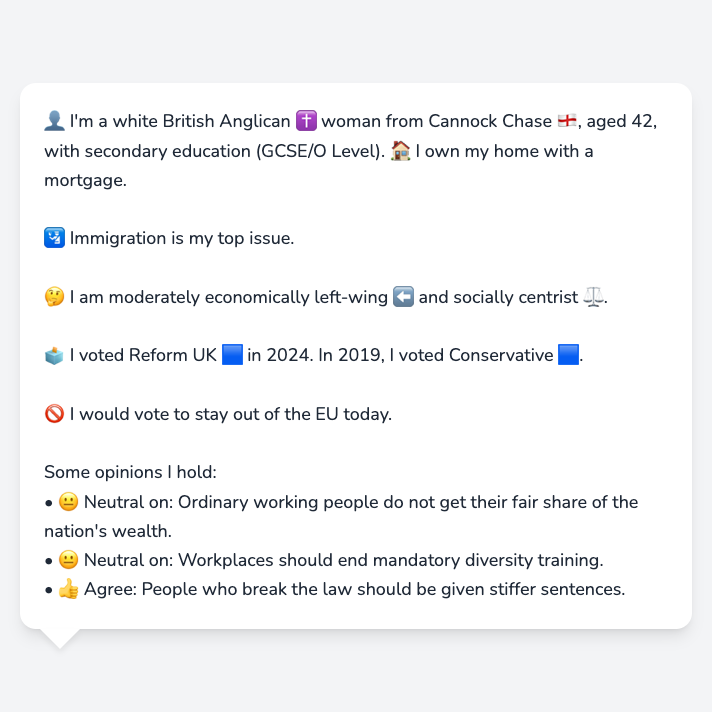 👤 I'm a white British Anglican ✝️ woman from Cannock Chase 🏴󠁧󠁢󠁥󠁮󠁧󠁿, aged 42,
with secondary education (GCSE/O Level). 🏠 I own my home with a
mortgage.
🛂 Immigration is my top issue.
🤔 I am moderately economically left-wing ⬅️ and socially centrist ⚖️.
🗳️ I voted Reform UK 🟦 in 2024. In 2019, I voted Conservative 🟦.
🚫 I would vote to stay out of the EU today.
Some opinions I hold:
• 😐 Neutral on: Ordinary working people do not get their fair share of the
nation's wealth.
• 😐 Neutral on: Workplaces should end mandatory diversity training.
• 👍 Agree: People who break the law should be given stiffer sentences.